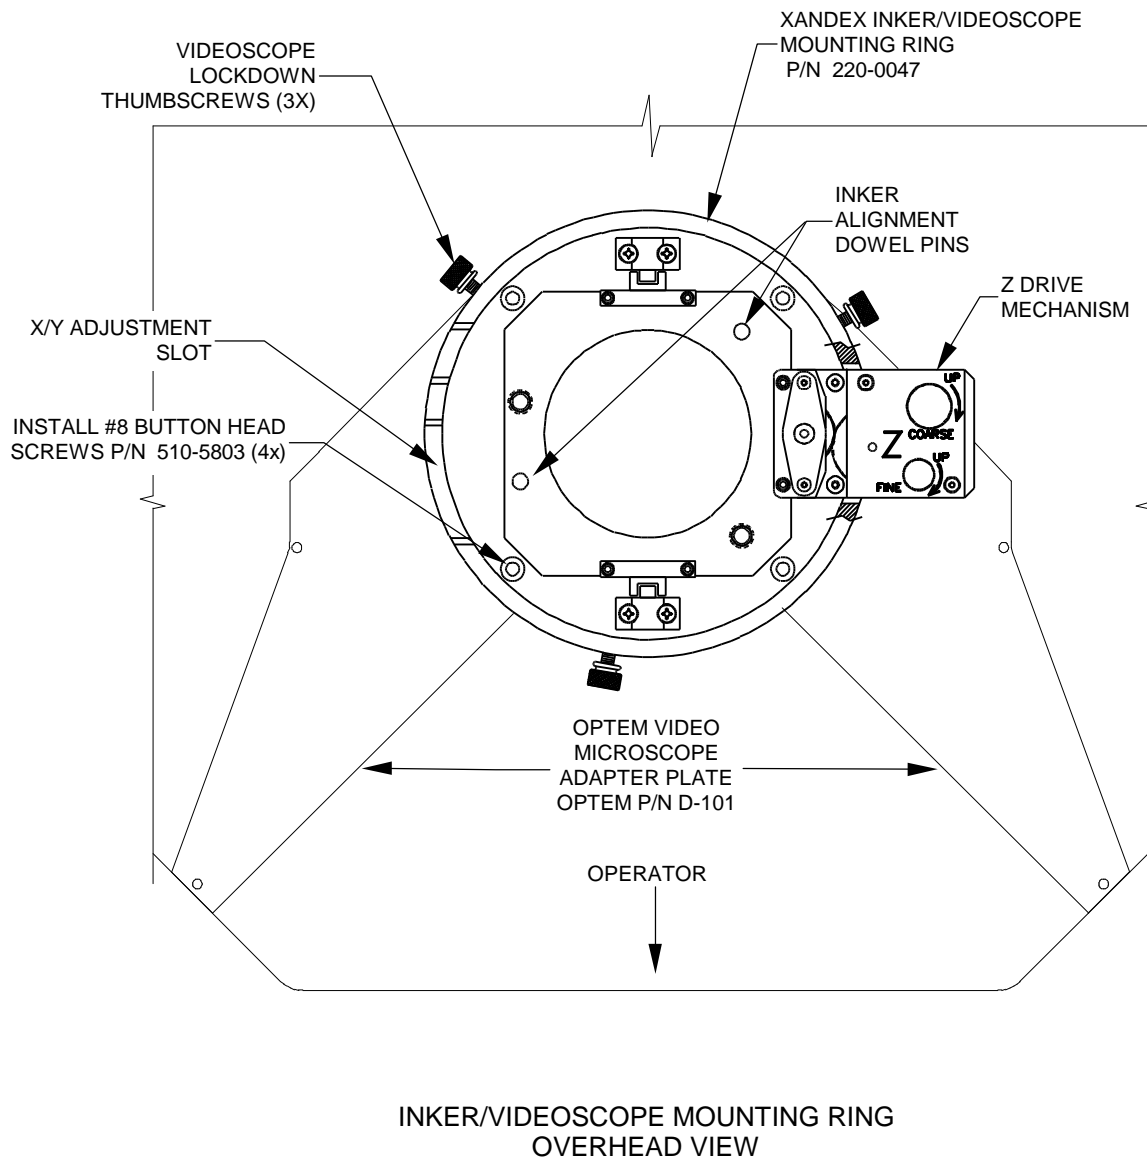 XANDEX INKER/VIDEOSCOPE
MOUNTING RING
P/N 220-0047
VIDEOSCOPE
LOCKDOWN
THUMBSCREWS (3X)
INKER
ALIGNMENT
DOWEL PINS
Z DRIVE
MECHANISM
X/Y ADJUSTMENT
SLOT
INSTALL #8 BUTTON HEAD
SCREWS P/N 510-5803 (4x)
UP
COARSE
Z
UP
FINE
OPTEM VIDEO
MICROSCOPE
ADAPTER PLATE
OPTEM P/N D-101
OPERATOR
INKER/VIDEOSCOPE MOUNTING RING
OVERHEAD VIEW